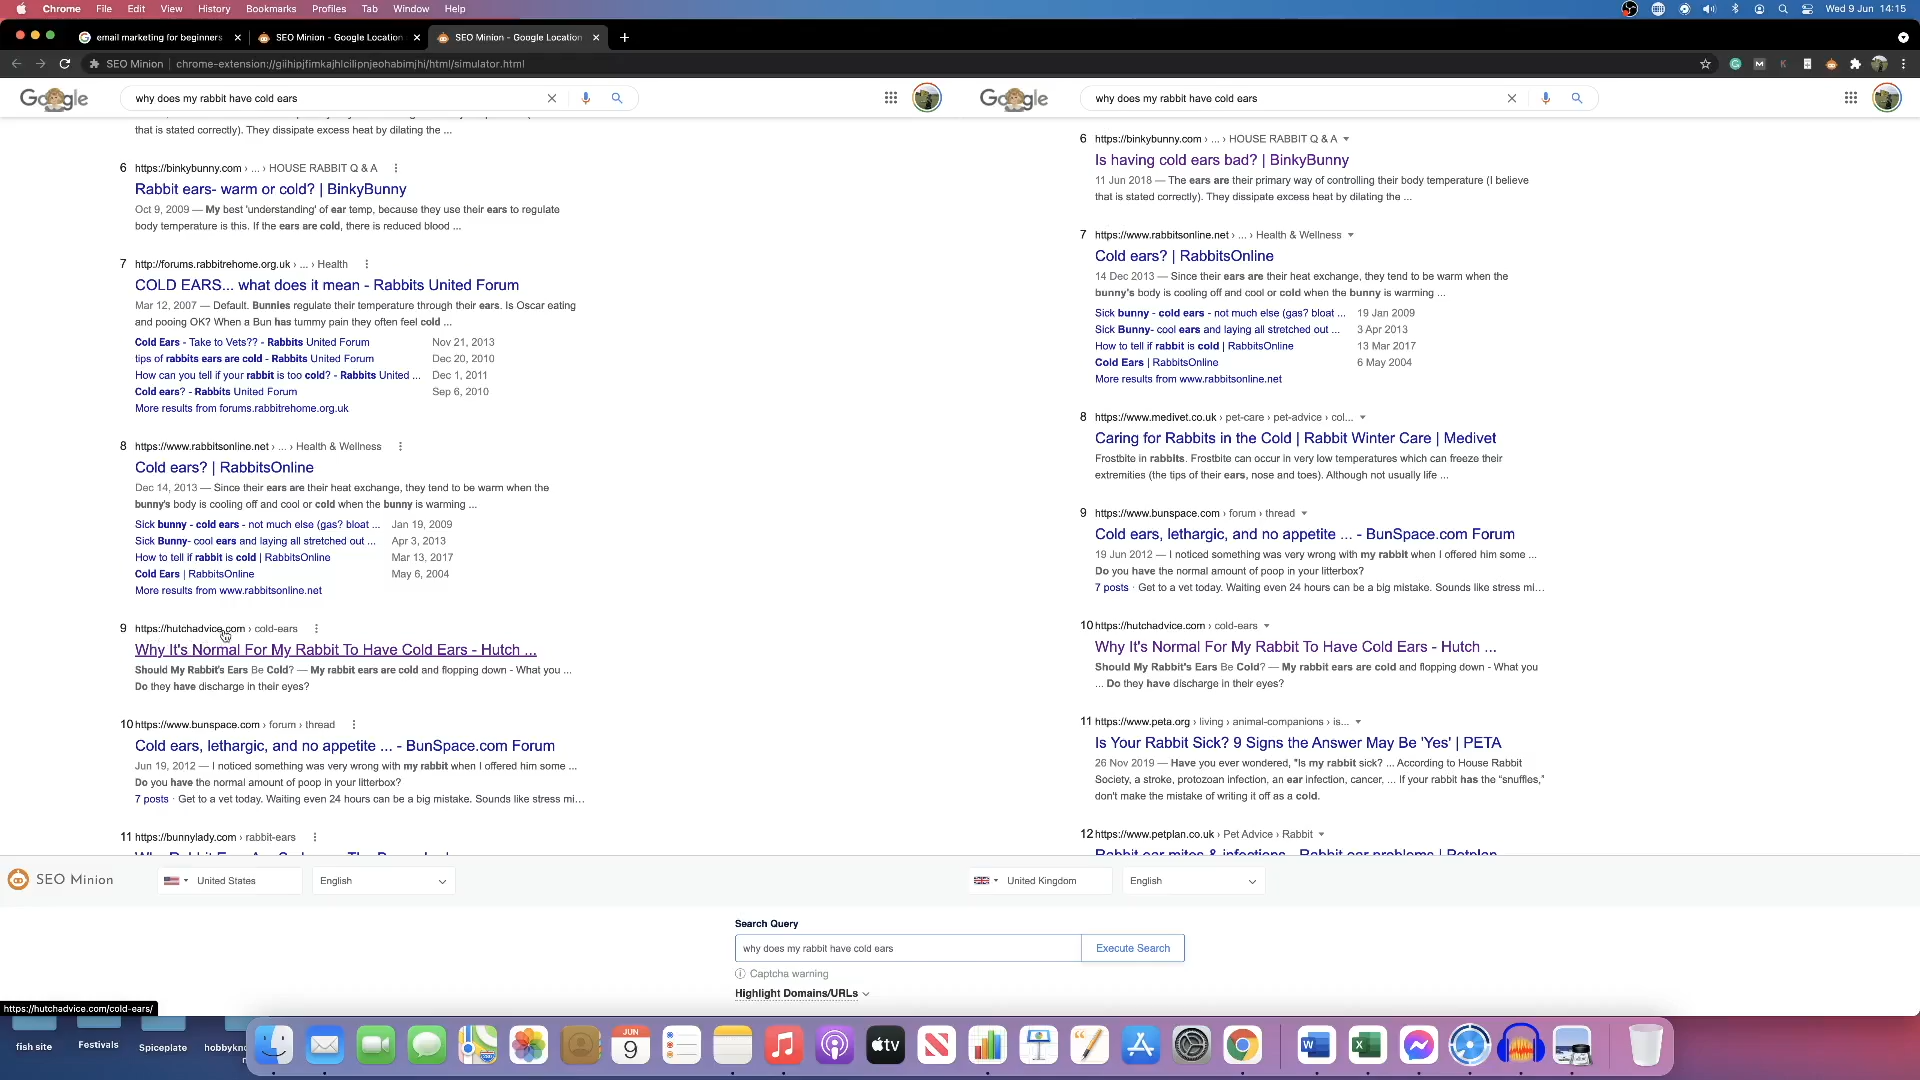 Chrome File Edit View History Bookmarks Profiles Tab Window Help Wed 9 Jun 14:15
email marketing for beginners SEO Minion - Google Location SEO Minion - Google Location
SEO Minion chrome-extension://giihipjfimkajhlcilipnjeohabimjhi/html/simulator.html
Google why does my rabbit have cold ears
that is stated correctly). They dissipate excess heat by dilating the ...
6 https://binkybunny.com › ... › HOUSE RABBIT Q & A
Rabbit ears- warm or cold? | BinkyBunny
Oct 9, 2009 — My best 'understanding' of ear temp, because they use their ears to regulate
body temperature is this. If the ears are cold, there is reduced blood ...
7 http://forums.rabbitrehome.org.uk › ... › Health
COLD EARS... what does it mean - Rabbits United Forum
Mar 12, 2007 — Default. Bunnies regulate their temperature through their ears. Is Oscar eating
and pooing OK? When a Bun has tummy pain they often feel cold ...
Cold Ears - Take to Vets?? - Rabbits United Forum Nov 21, 2013
tips of rabbits ears are cold - Rabbits United Forum Dec 20, 2010
How can you tell if your rabbit is too cold? - Rabbits United ... Dec 1, 2011
Cold ears? - Rabbits United Forum Sep 6, 2010
More results from forums.rabbitrehome.org.uk
8 https://www.rabbitsonline.net › ... › Health & Wellness
Cold ears? | RabbitsOnline
Dec 14, 2013 — Since their ears are their heat exchange, they tend to be warm when the
bunny's body is cooling off and cool or cold when the bunny is warming ...
Sick bunny - cold ears - not much else (gas? bloat ... Jan 19, 2009
Sick Bunny- cool ears and laying all stretched out ... Apr 3, 2013
How to tell if rabbit is cold | RabbitsOnline Mar 13, 2017
Cold Ears | RabbitsOnline May 6, 2004
More results from www.rabbitsonline.net
9 https://hutchadvice.com › cold-ears
Why It's Normal For My Rabbit To Have Cold Ears - Hutch ...
Should My Rabbit's Ears Be Cold? — My rabbit ears are cold and flopping down - What you ...
Do they have discharge in their eyes?
10 https://www.bunspace.com › forum › thread
Cold ears, lethargic, and no appetite ... - BunSpace.com Forum
Jun 19, 2012 — I noticed something was very wrong with my rabbit when I offered him some ...
Do you have the normal amount of poop in your litterbox?
7 posts · Get to a vet today. Waiting even 24 hours can be a big mistake. Sounds like stress mi...
11 https://bunnylady.com › rabbit-ears
Google why does my rabbit have cold ears
6 https://binkybunny.com › ... › HOUSE RABBIT Q & A
Is having cold ears bad? | BinkyBunny
11 Jun 2018 — The ears are their primary way of controlling their body temperature (I believe
that is stated correctly). They dissipate excess heat by dilating the ...
7 https://www.rabbitsonline.net › ... › Health & Wellness
Cold ears? | RabbitsOnline
14 Dec 2013 — Since their ears are their heat exchange, they tend to be warm when the
bunny's body is cooling off and cool or cold when the bunny is warming ...
Sick bunny - cold ears - not much else (gas? bloat ... 19 Jan 2009
Sick Bunny- cool ears and laying all stretched out ... 3 Apr 2013
How to tell if rabbit is cold | RabbitsOnline 13 Mar 2017
Cold Ears | RabbitsOnline 6 May 2004
More results from www.rabbitsonline.net
8 https://www.medivet.co.uk › pet-care › pet-advice › col...
Caring for Rabbits in the Cold | Rabbit Winter Care | Medivet
Frostbite in rabbits. Frostbite can occur in very low temperatures which can freeze their
extremities (the tips of their ears, nose and toes). Although not usually life ...
9 https://www.bunspace.com › forum › thread
Cold ears, lethargic, and no appetite ... - BunSpace.com Forum
19 Jun 2012 — I noticed something was very wrong with my rabbit when I offered him some ...
Do you have the normal amount of poop in your litterbox?
7 posts · Get to a vet today. Waiting even 24 hours can be a big mistake. Sounds like stress mi...
10 https://hutchadvice.com › cold-ears
Why It's Normal For My Rabbit To Have Cold Ears - Hutch ...
Should My Rabbit's Ears Be Cold? — My rabbit ears are cold and flopping down - What you
... Do they have discharge in their eyes?
11 https://www.peta.org › living › animal-companions › is...
Is Your Rabbit Sick? 9 Signs the Answer May Be 'Yes' | PETA
26 Nov 2019 — Have you ever wondered, "Is my rabbit sick? ... According to House Rabbit
Society, a stroke, protozoan infection, an ear infection, cancer, ... If your rabbit has the "snuffles,"
don't make the mistake of writing it off as a cold.
12 https://www.petplan.co.uk › Pet Advice › Rabbit
Rabbit ear mites & infections - Rabbit ear problems | Petplan
SEO Minion United States English United Kingdom English
Search Query
why does my rabbit have cold ears Execute Search
Captcha warning
Highlight Domains/URLs
https://hutchadvice.com/cold-ears/
fish site Festivals Spiceplate
JUN
9
tv
W
X